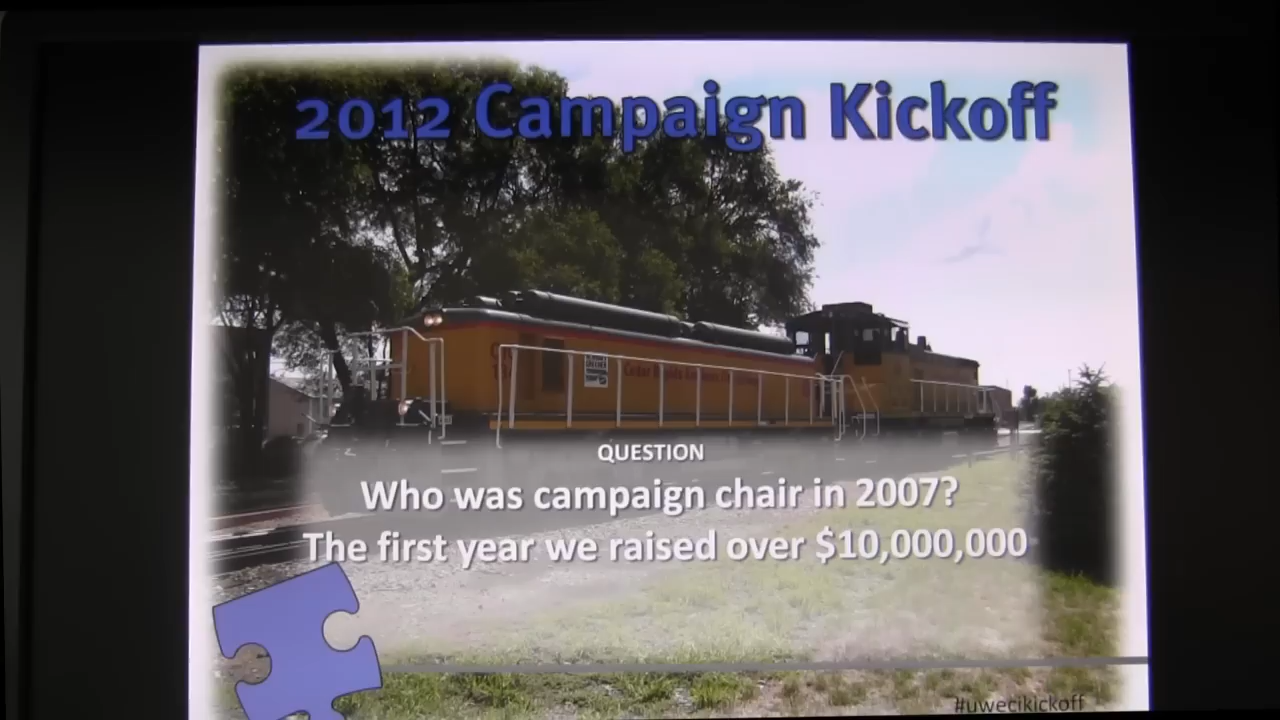 2012 Campaign Kickoff
QUESTION
Who was campaign chair in 2007?
The first year we raised over $10,000,000
#uwecikickoff